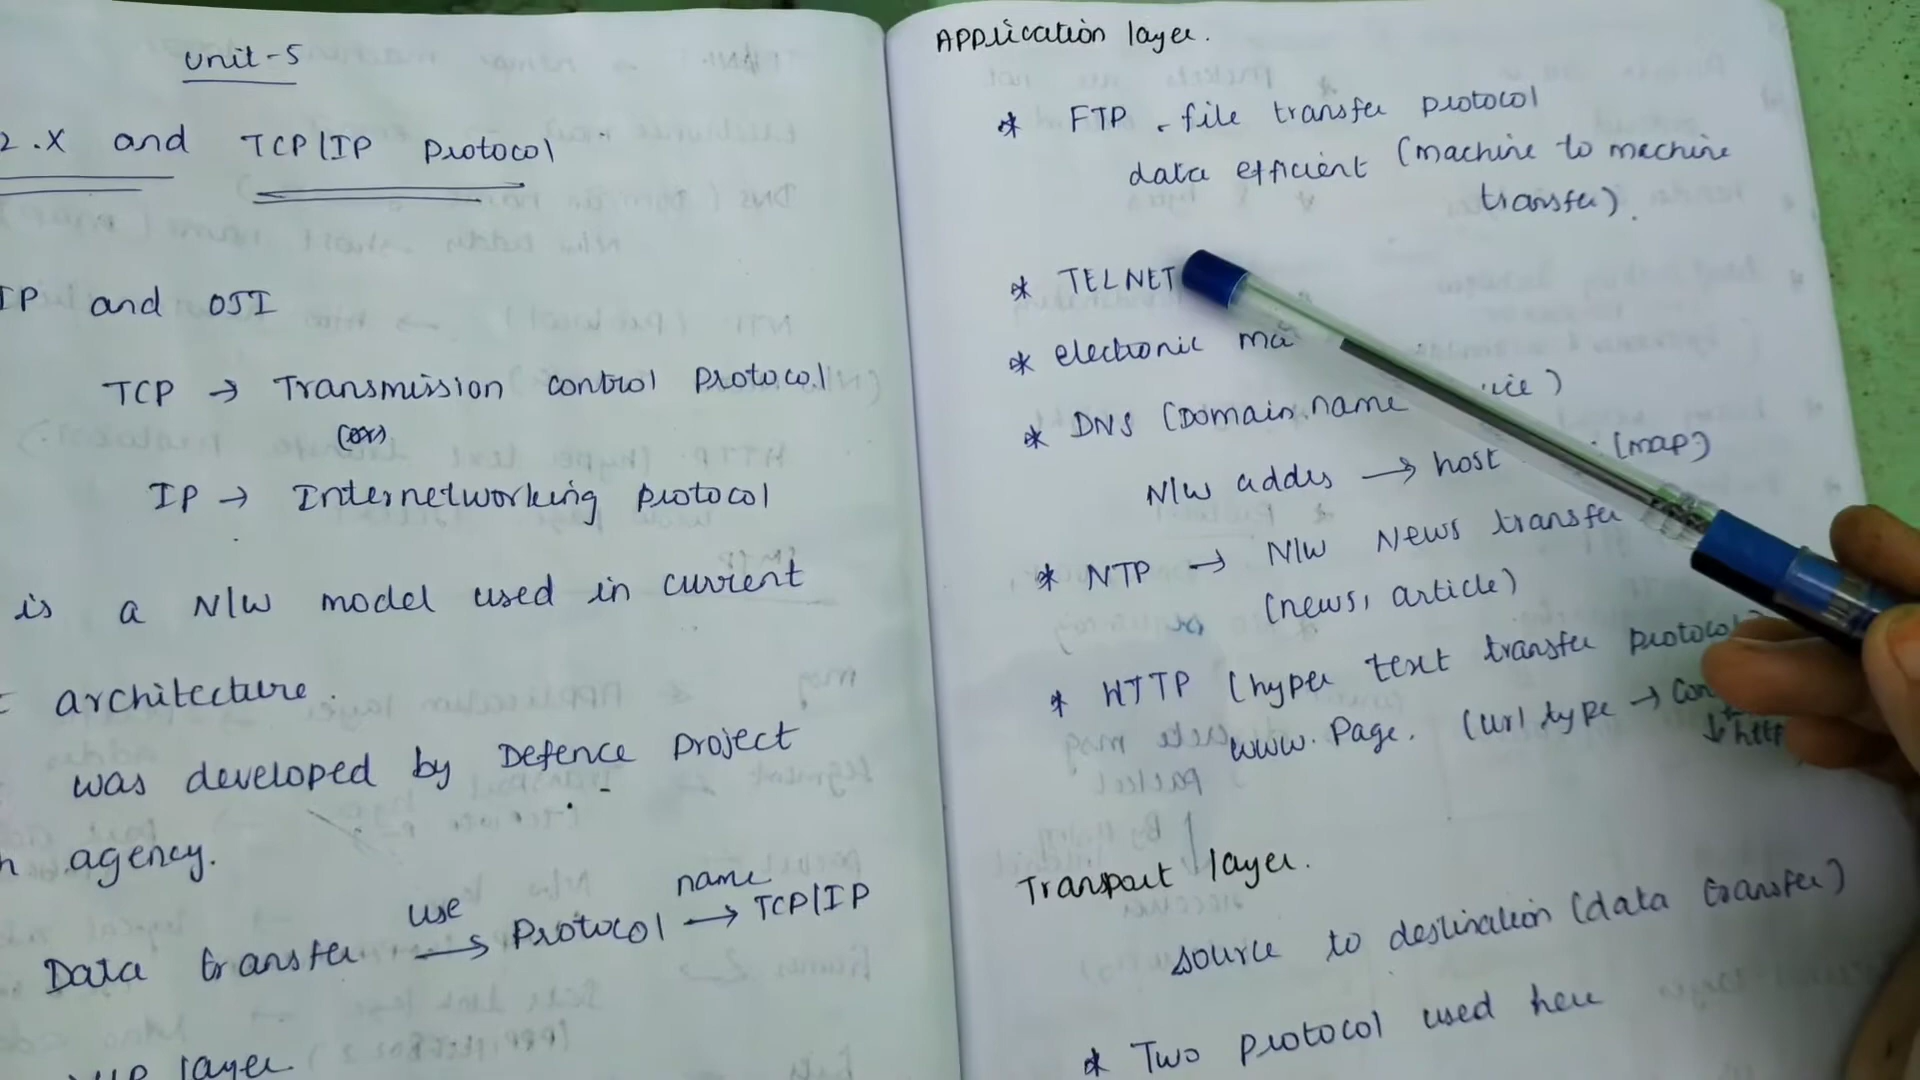 Unit-5
2.X and TCP/IP Protocol
IP and OSI
TCP → Transmission control protocol
(or)
IP → Internetworking protocol
is a N/W model used in current
architecture.
was developed by Defence project
agency.
use name
Data transfer → Protocol → TCP/IP
layer
Application layer.
* FTP - file transfer protocol
data efficient (machine to machine
transfer).
* TELNET
* electronic
* DNS (Domain name
N/W addes → host (map)
* NTP → N/W News transfer
(news, article)
* HTTP (hyper text transfer protocol
www. Page. (url type →
↓ http
Transport layer.
source to destination (data transfer)
* Two protocol used here